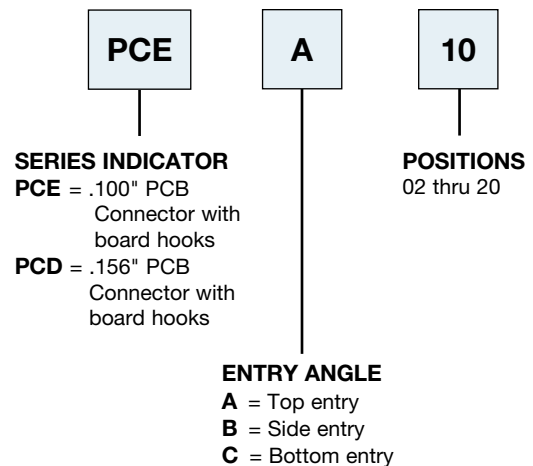 PCE A 10
SERIES INDICATOR
PCE = .100" PCB
Connector with
board hooks
PCD = .156" PCB
Connector with
board hooks
POSITIONS
02 thru 20
ENTRY ANGLE
A = Top entry
B = Side entry
C = Bottom entry